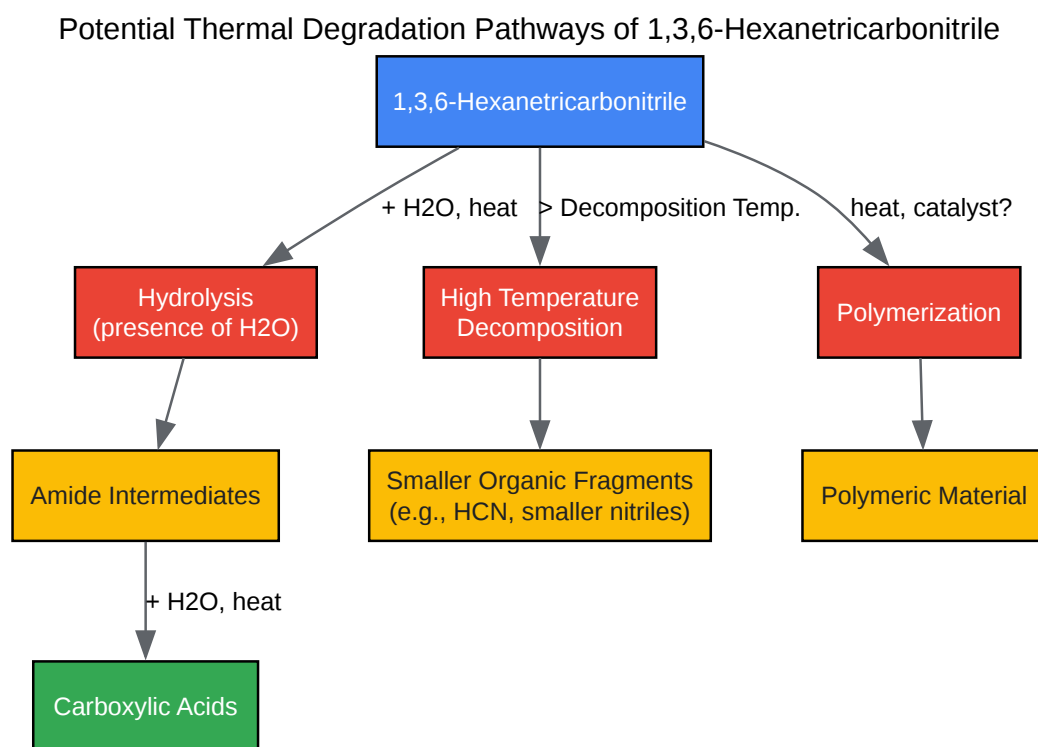 Potential Thermal Degradation Pathways of 1,3,6-Hexanetricarbonitrile
1,3,6-Hexanetricarbonitrile
+ H2O, heat
> Decomposition Temp.
heat, catalyst?
Hydrolysis
(presence of H2O)
High Temperature
Decomposition
Polymerization
Amide Intermediates
Smaller Organic Fragments
(e.g., HCN, smaller nitriles)
Polymeric Material
+ H2O, heat
Carboxylic Acids